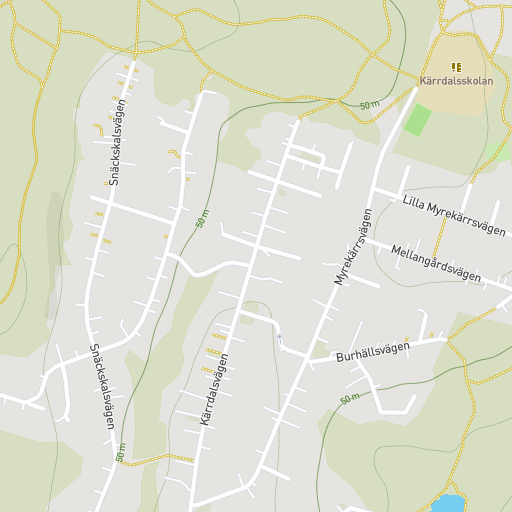 Kärrdalsskolan
50 m
Snäckskalsvägen
50 m
Lilla Myrekärrsvägen
Myrekärrsvägen
Mellangårdsvägen
Burhällsvägen
Snäckskalsvägen
Kärrdalsvägen
50 m
50 m